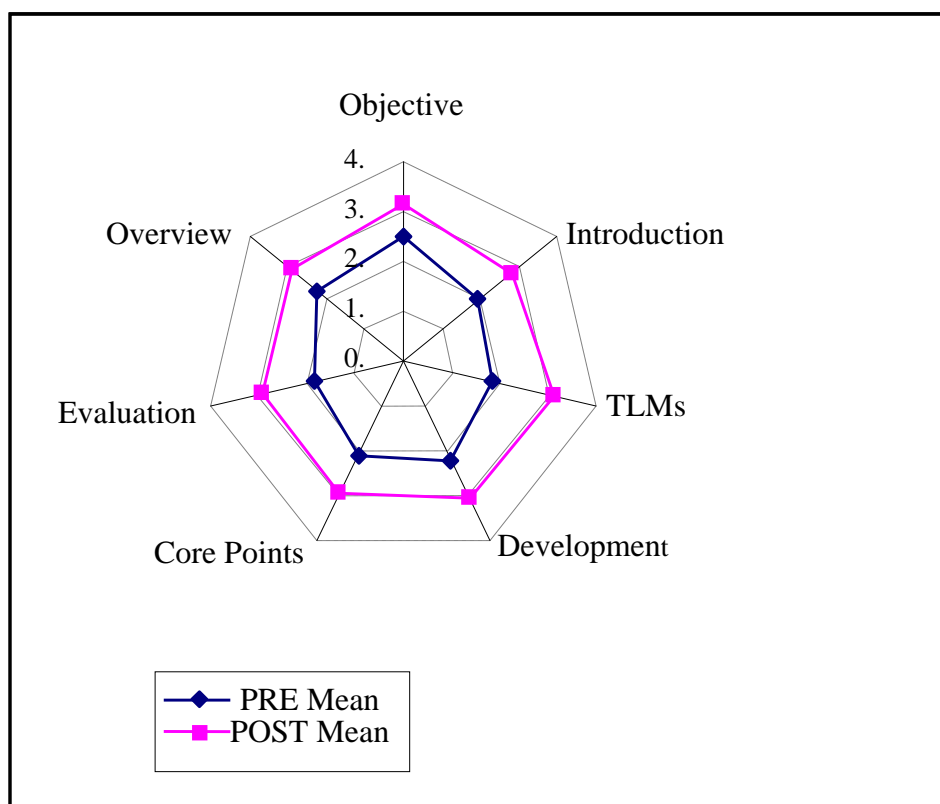 Objective
4.
3.
Overview
Introduction
2.
1.
0.
Evaluation
TLMs
Core Points
Development
PRE Mean
POST Mean